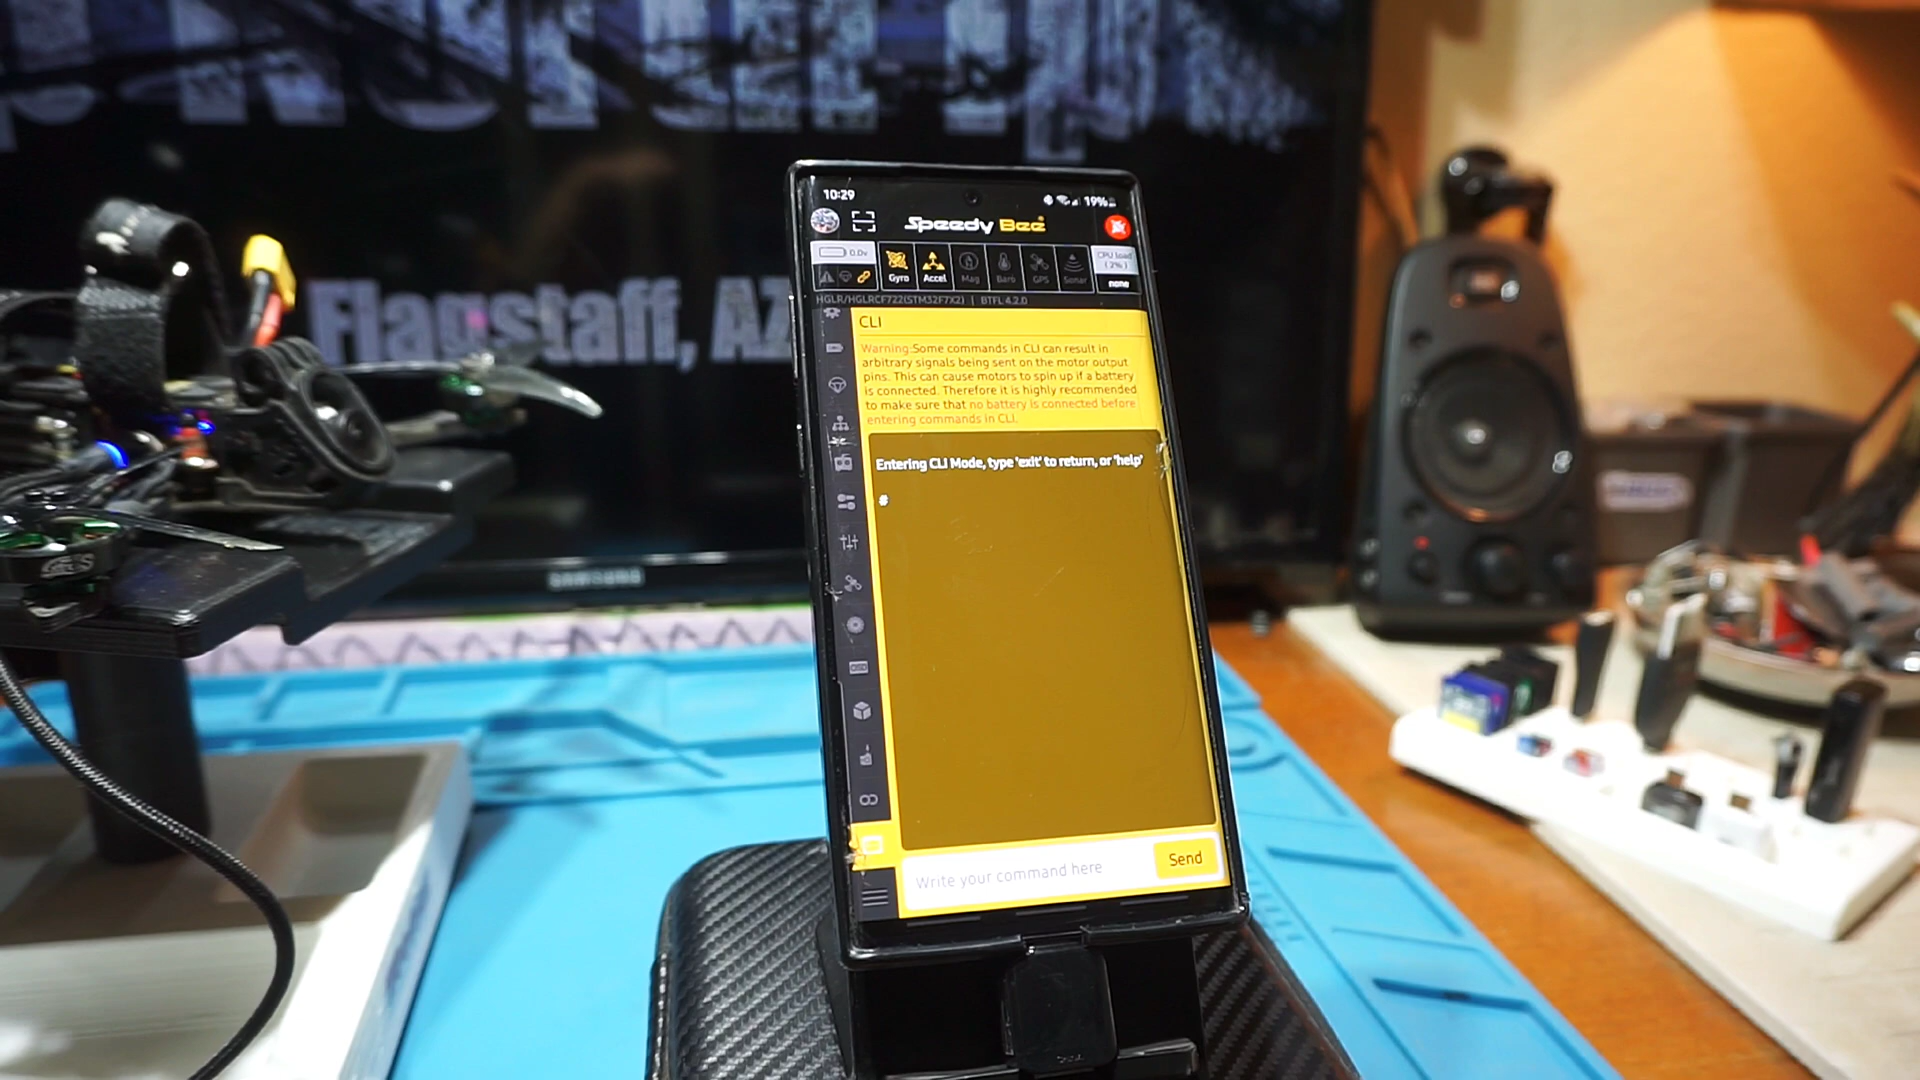 Flagstaff, AZ
SAMSUNG
10:29
19%
Speedy Bee
0.0v
Gyro
Accel
Mag
Baro
GPS
Sonar
CPU load
(2%)
none
HGLR/HGLRCF722(STM32F7X2) | BTFL 4.2.0
CLI
Warning:Some commands in CLI can result in
arbitrary signals being sent on the motor output
pins. This can cause motors to spin up if a battery
is connected. Therefore it is highly recommended
to make sure that no battery is connected before
entering commands in CLI.
Entering CLI Mode, type 'exit' to return, or 'help'
#
Write your command here
Send